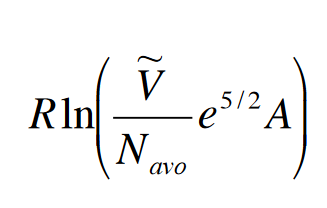 R ln( Ṽ / N_avo e^{5/2} A )